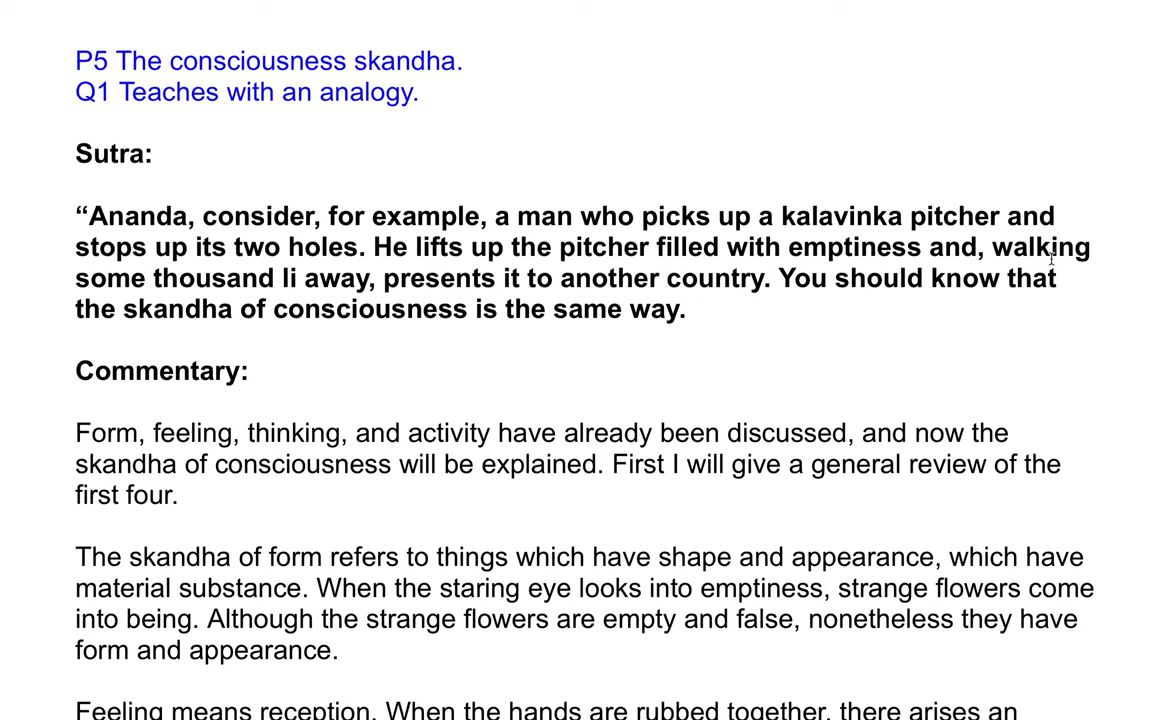 P5 The consciousness skandha.
Q1 Teaches with an analogy.
Sutra:
“Ananda, consider, for example, a man who picks up a kalavinka pitcher and
stops up its two holes. He lifts up the pitcher filled with emptiness and, walking
some thousand li away, presents it to another country. You should know that
the skandha of consciousness is the same way.
Commentary:
Form, feeling, thinking, and activity have already been discussed, and now the
skandha of consciousness will be explained. First I will give a general review of the
first four.
The skandha of form refers to things which have shape and appearance, which have
material substance. When the staring eye looks into emptiness, strange flowers come
into being. Although the strange flowers are empty and false, nonetheless they have
form and appearance.
Feeling means reception. When the hands are rubbed together, there arises an